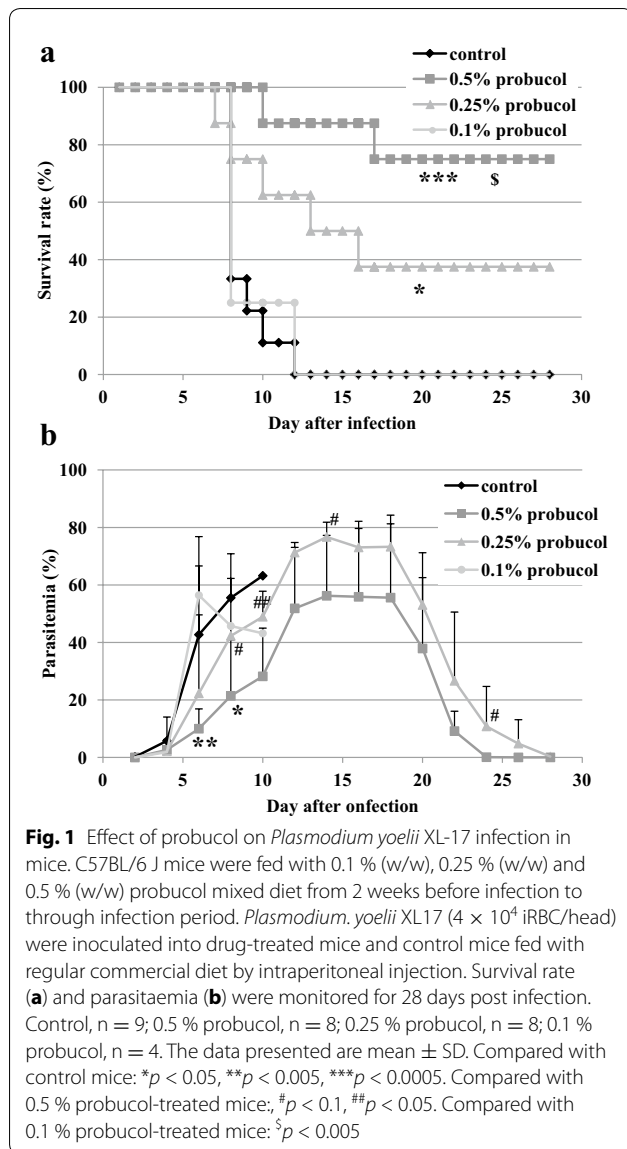 a
control
0.5% probucol
0.25% probucol
0.1% probucol
100
80
60
40
20
0
Survival rate (%)
***
$
*
0 5 10 15 20 25 30
Day after infection
b
control
0.5% probucol
0.25% probucol
0.1% probucol
100
80
60
40
20
0
Parasitemia (%)
#
##
#
*
**
#
0 5 10 15 20 25 30
Day after onfection
Fig. 1 Effect of probucol on Plasmodium yoelii XL-17 infection in
mice. C57BL/6 J mice were fed with 0.1 % (w/w), 0.25 % (w/w) and
0.5 % (w/w) probucol mixed diet from 2 weeks before infection to
through infection period. Plasmodium. yoelii XL17 (4 × 10⁴ iRBC/head)
were inoculated into drug-treated mice and control mice fed with
regular commercial diet by intraperitoneal injection. Survival rate
(a) and parasitaemia (b) were monitored for 28 days post infection.
Control, n = 9; 0.5 % probucol, n = 8; 0.25 % probucol, n = 8; 0.1 %
probucol, n = 4. The data presented are mean ± SD. Compared with
control mice: *p < 0.05, **p < 0.005, ***p < 0.0005. Compared with
0.5 % probucol-treated mice:, #p < 0.1, ##p < 0.05. Compared with
0.1 % probucol-treated mice: $p < 0.005